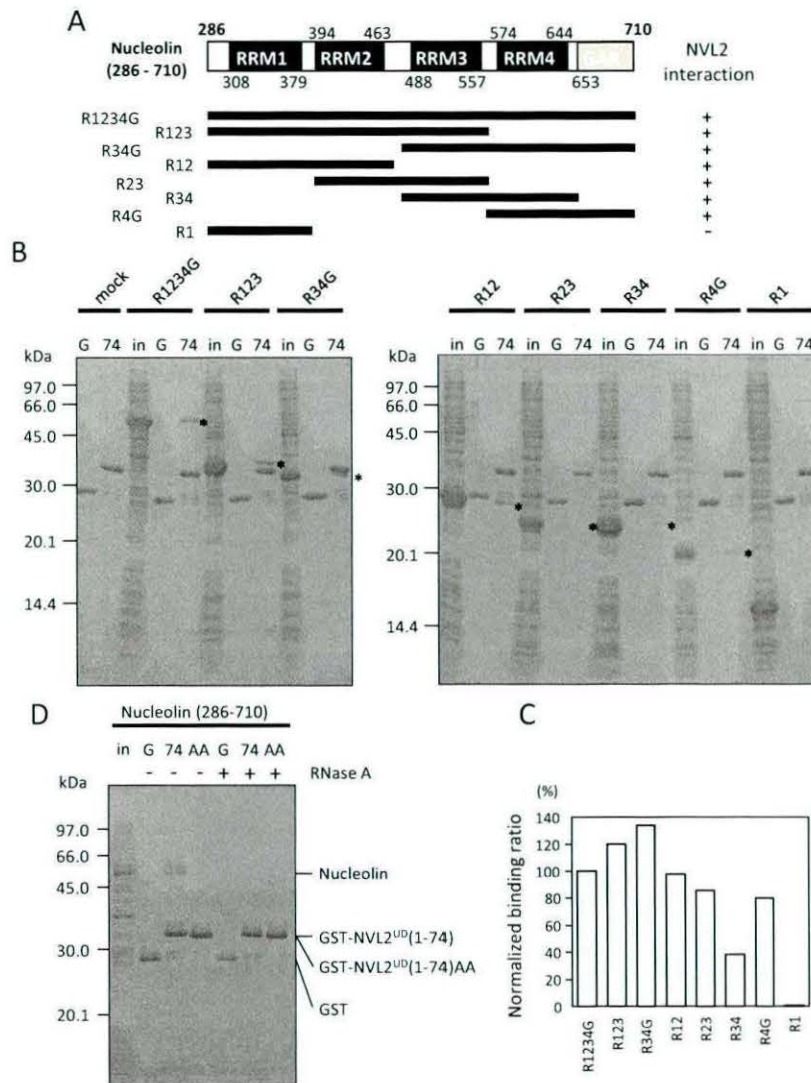 A
286 394 463 574 644 710
Nucleolin RRM1 RRM2 RRM3 RRM4 NVL2
(286 - 710) 308 379 488 557 653 interaction
R1234G +
R123 +
R34G +
R12 +
R23 +
R34 +
R4G +
R1 -
B
mock R1234G R123 R34G
G 74 in G 74 in G 74 in G 74
kDa
97.0
66.0
45.0
*
*
*
30.0
20.1
14.4
R12 R23 R34 R4G R1
in G 74 in G 74 in G 74 in G 74 in G 74
kDa
97.0
66.0
45.0
30.0
* * * *
20.1
14.4
D
Nucleolin (286-710)
in G 74 AA G 74 AA
- - - + + + RNase A
kDa
97.0
66.0
Nucleolin
45.0
GST-NVL2UD(1-74)
30.0
GST-NVL2UD(1-74)AA
GST
20.1
C
(%)
Normalized binding ratio
140
120
100
80
60
40
20
0
R1234G R123 R34G R12 R23 R34 R4G R1